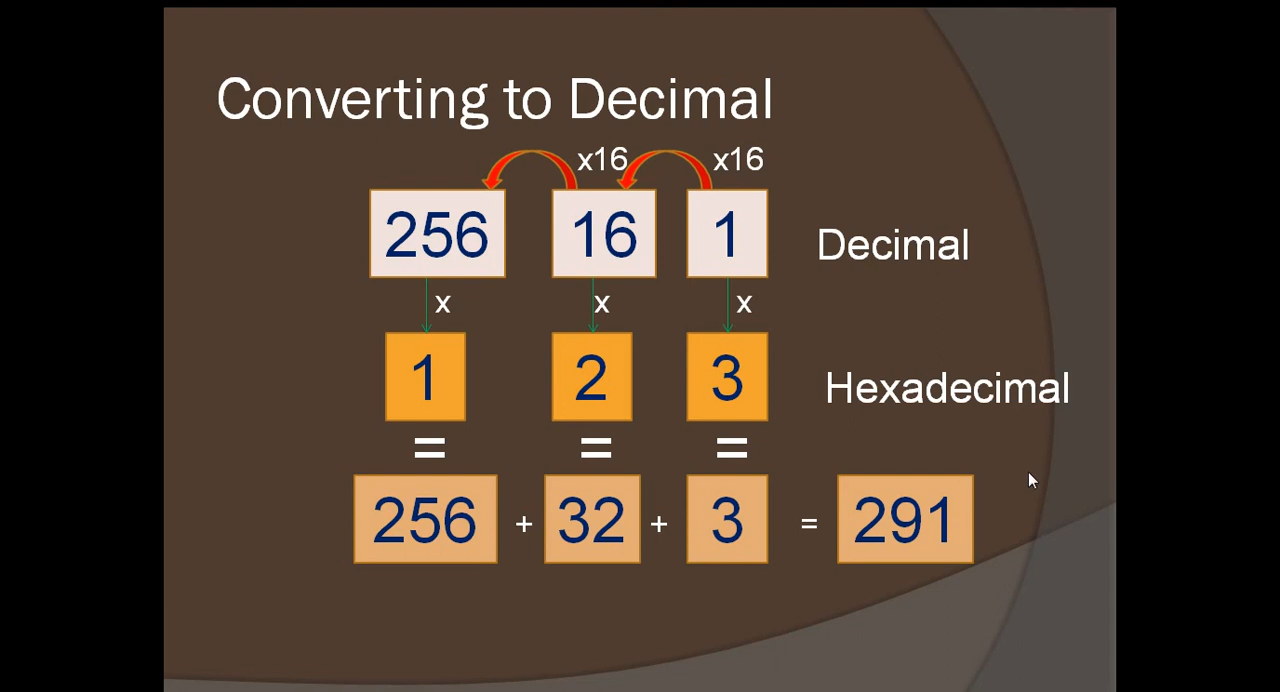 Converting to Decimal
x16 x16
256 16 1 Decimal
x x x
1 2 3 Hexadecimal
= = =
256 + 32 + 3 = 291